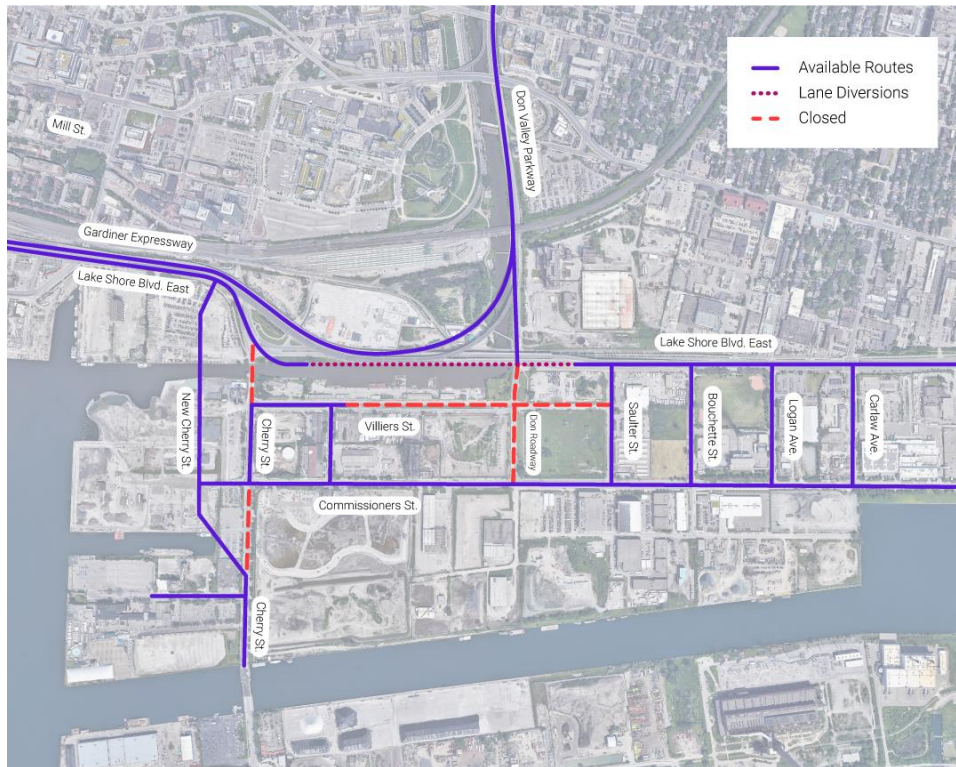 Available Routes
Lane Diversions
Closed
Mill St.
Don Valley Parkway
Gardiner Expressway
Lake Shore Blvd. East
Lake Shore Blvd. East
New Cherry St.
Cherry St.
Villiers St.
Don Roadway
Saulter St.
Bouchette St.
Logan Ave.
Carlaw Ave.
Commissioners St.
Cherry St.